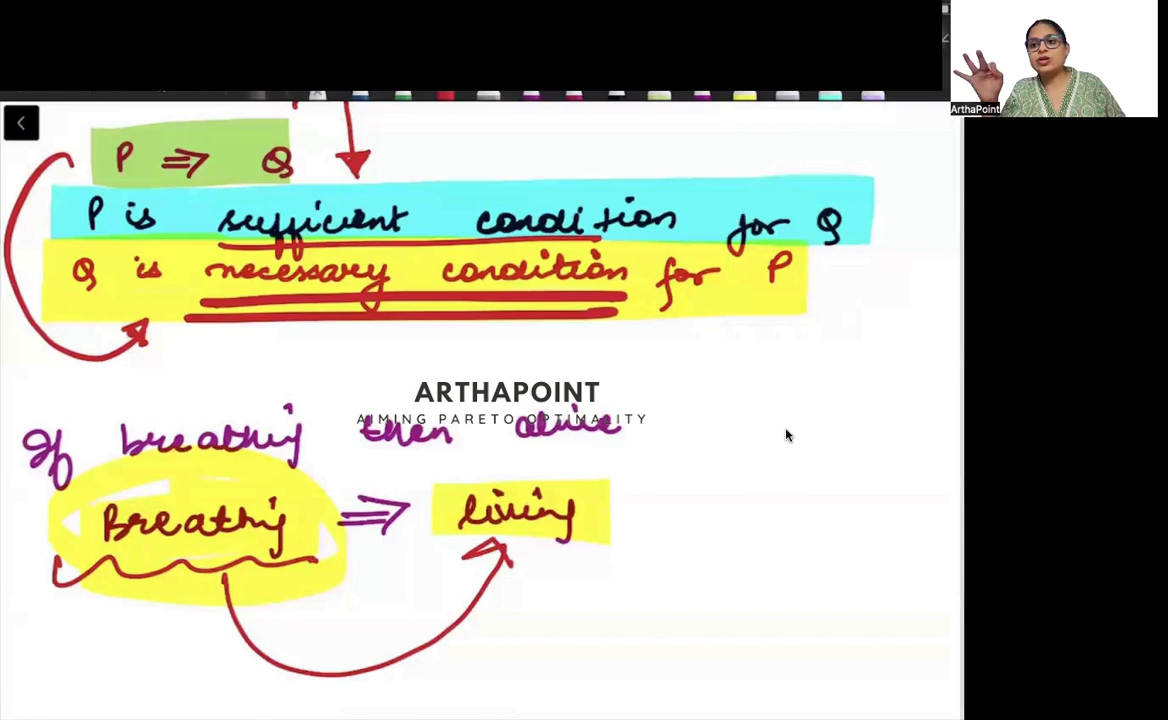 ArthaPoint
P ⇒ Q
P is sufficient condition for Q
Q is necessary condition for P
ARTHAPOINT
AIMING PARETO OPTIMALITY
If breathing then alive
Breathing ⇒ living